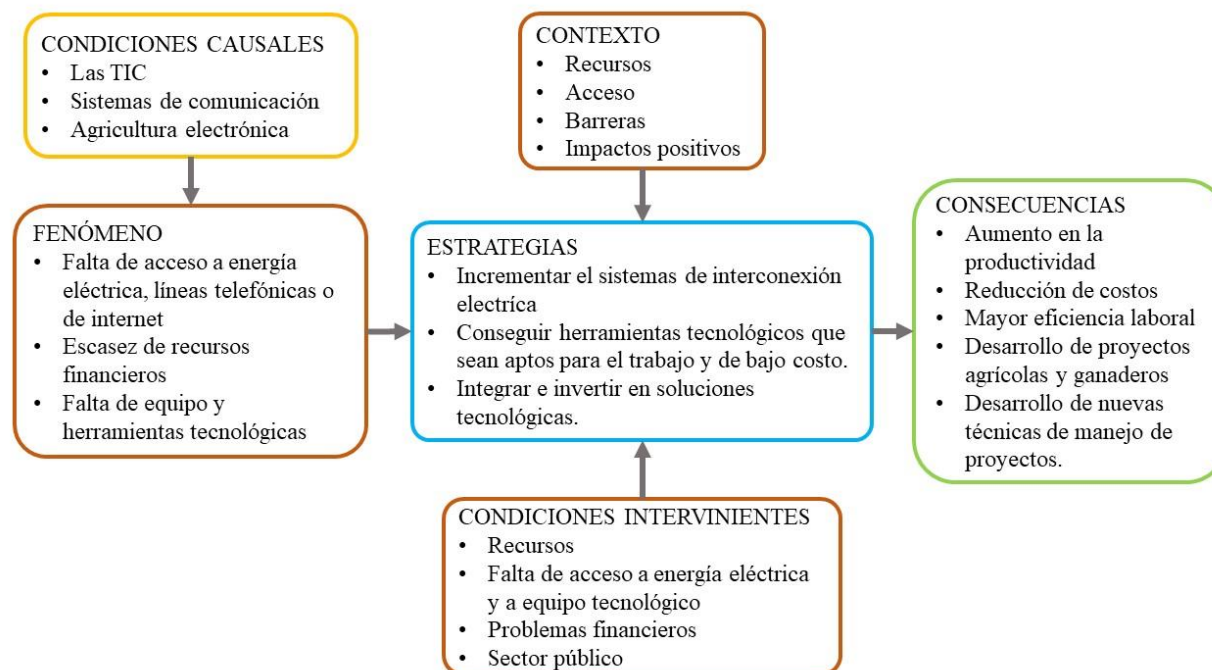 CONDICIONES CAUSALES
• Las TIC
• Sistemas de comunicación
• Agricultura electrónica
CONTEXTO
• Recursos
• Acceso
• Barreras
• Impactos positivos
FENÓMENO
• Falta de acceso a energía
eléctrica, líneas telefónicas o
de internet
• Escasez de recursos
financieros
• Falta de equipo y
herramientas tecnológicas
ESTRATEGIAS
• Incrementar el sistemas de interconexión
electríca
• Conseguir herramientas tecnológicos que
sean aptos para el trabajo y de bajo costo.
• Integrar e invertir en soluciones
tecnológicas.
CONSECUENCIAS
• Aumento en la
productividad
• Reducción de costos
• Mayor eficiencia laboral
• Desarrollo de proyectos
agrícolas y ganaderos
• Desarrollo de nuevas
técnicas de manejo de
proyectos.
CONDICIONES INTERVINIENTES
• Recursos
• Falta de acceso a energía eléctrica
y a equipo tecnológico
• Problemas financieros
• Sector público